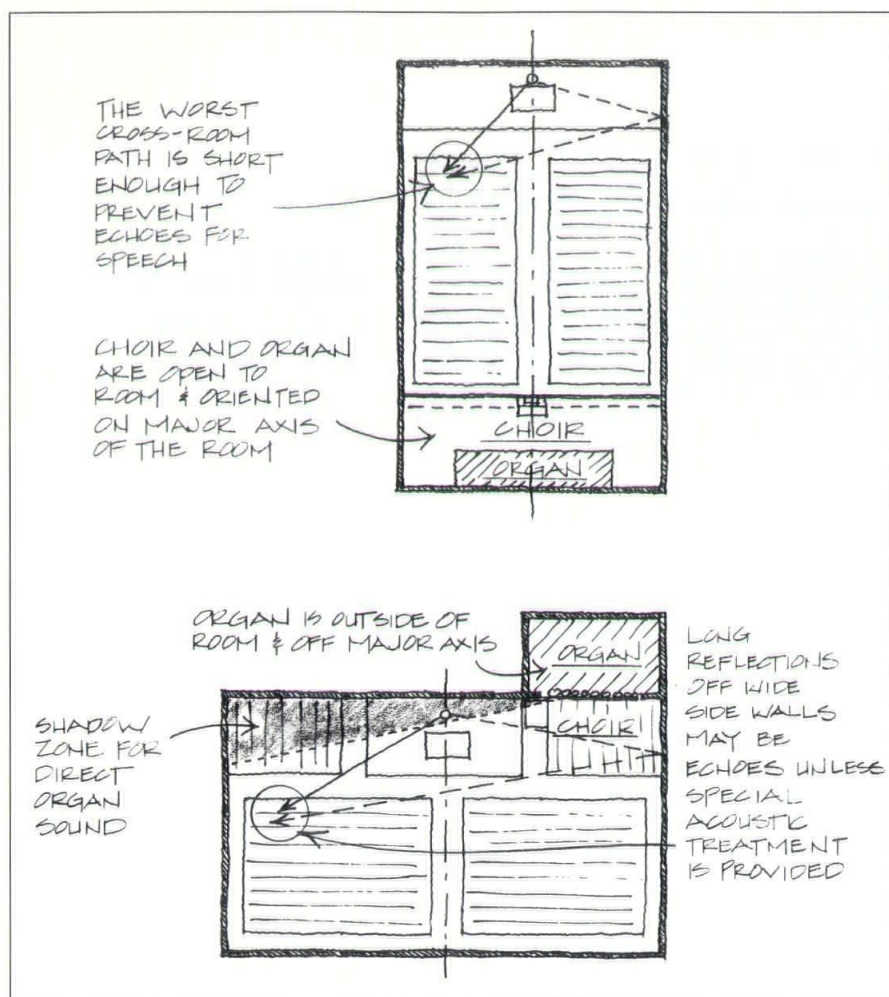 THE WORST
CROSS-ROOM
PATH IS SHORT
ENOUGH TO
PREVENT
ECHOES FOR
SPEECH
CHOIR AND ORGAN
ARE OPEN TO
ROOM & ORIENTED
ON MAJOR AXIS
OF THE ROOM
CHOIR
ORGAN
ORGAN IS OUTSIDE OF
ROOM & OFF MAJOR AXIS
ORGAN
CHOIR
SHADOW
ZONE FOR
DIRECT
ORGAN
SOUND
LONG
REFLECTIONS
OFF WIDE
SIDE WALLS
MAY BE
ECHOES UNLESS
SPECIAL
ACOUSTIC
TREATMENT
IS PROVIDED